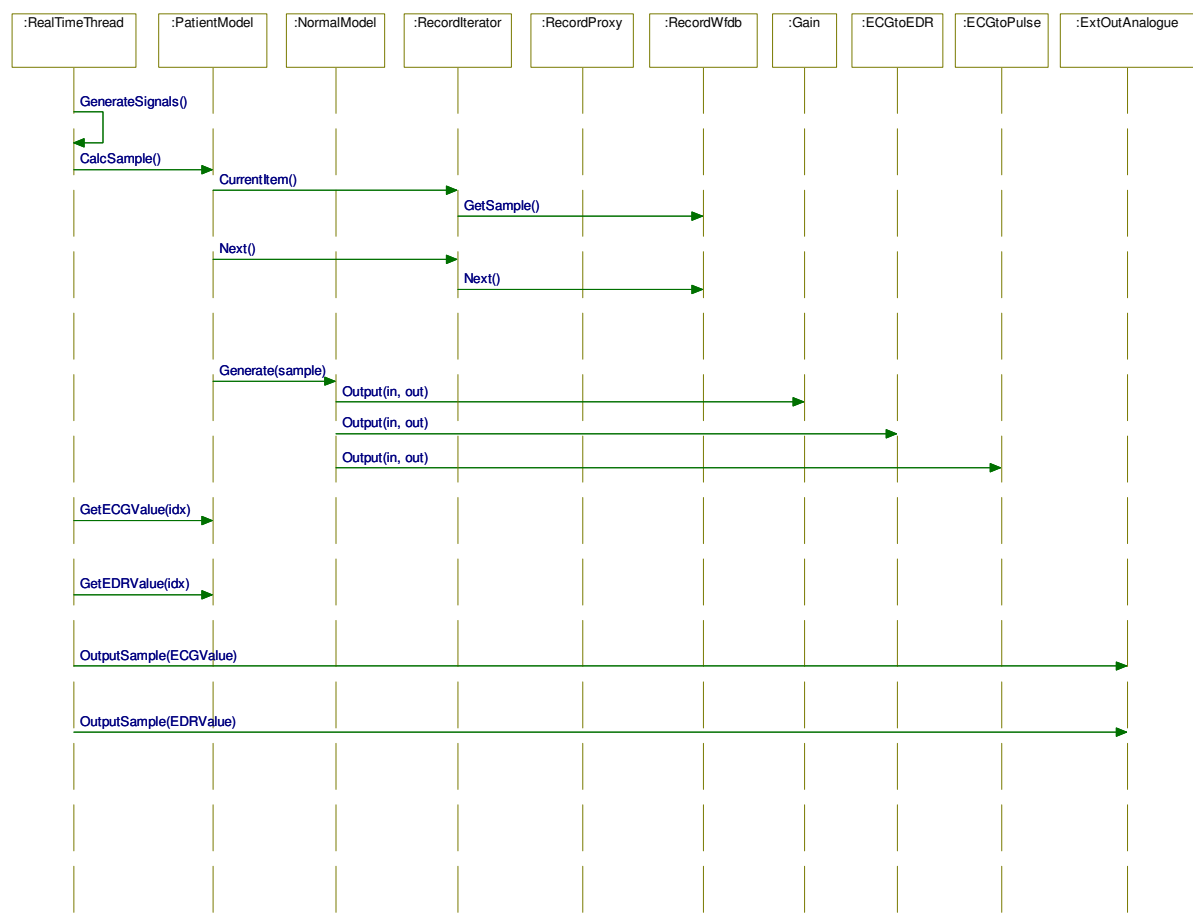 :RealTimeThread
:PatientModel
:NormalModel
:RecordIterator
:RecordProxy
:RecordWfdb
:Gain
:ECGtoEDR
:ECGtoPulse
:ExtOutAnalogue
GenerateSignals()
CalcSample()
CurrentItem()
GetSample()
Next()
Next()
Generate(sample)
Output(in, out)
Output(in, out)
Output(in, out)
GetECGValue(idx)
GetEDRValue(idx)
OutputSample(ECGValue)
OutputSample(EDRValue)